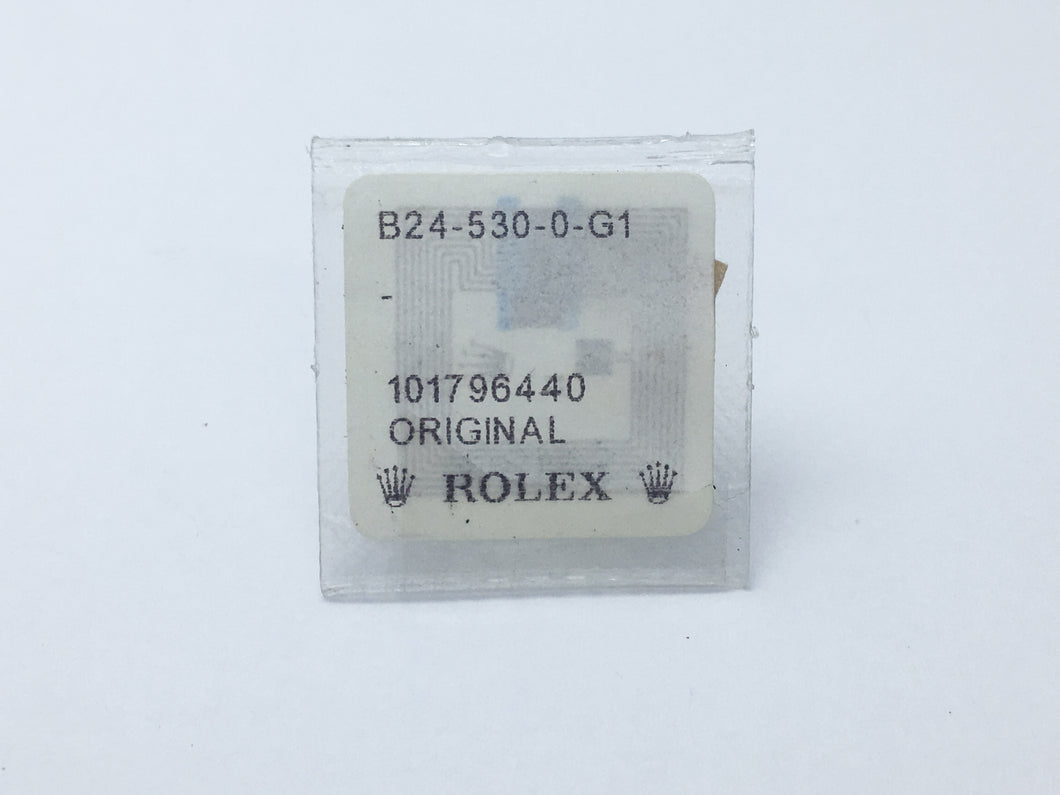 B24-530-0-G1
-
101796440
ORIGINAL
ROLEX